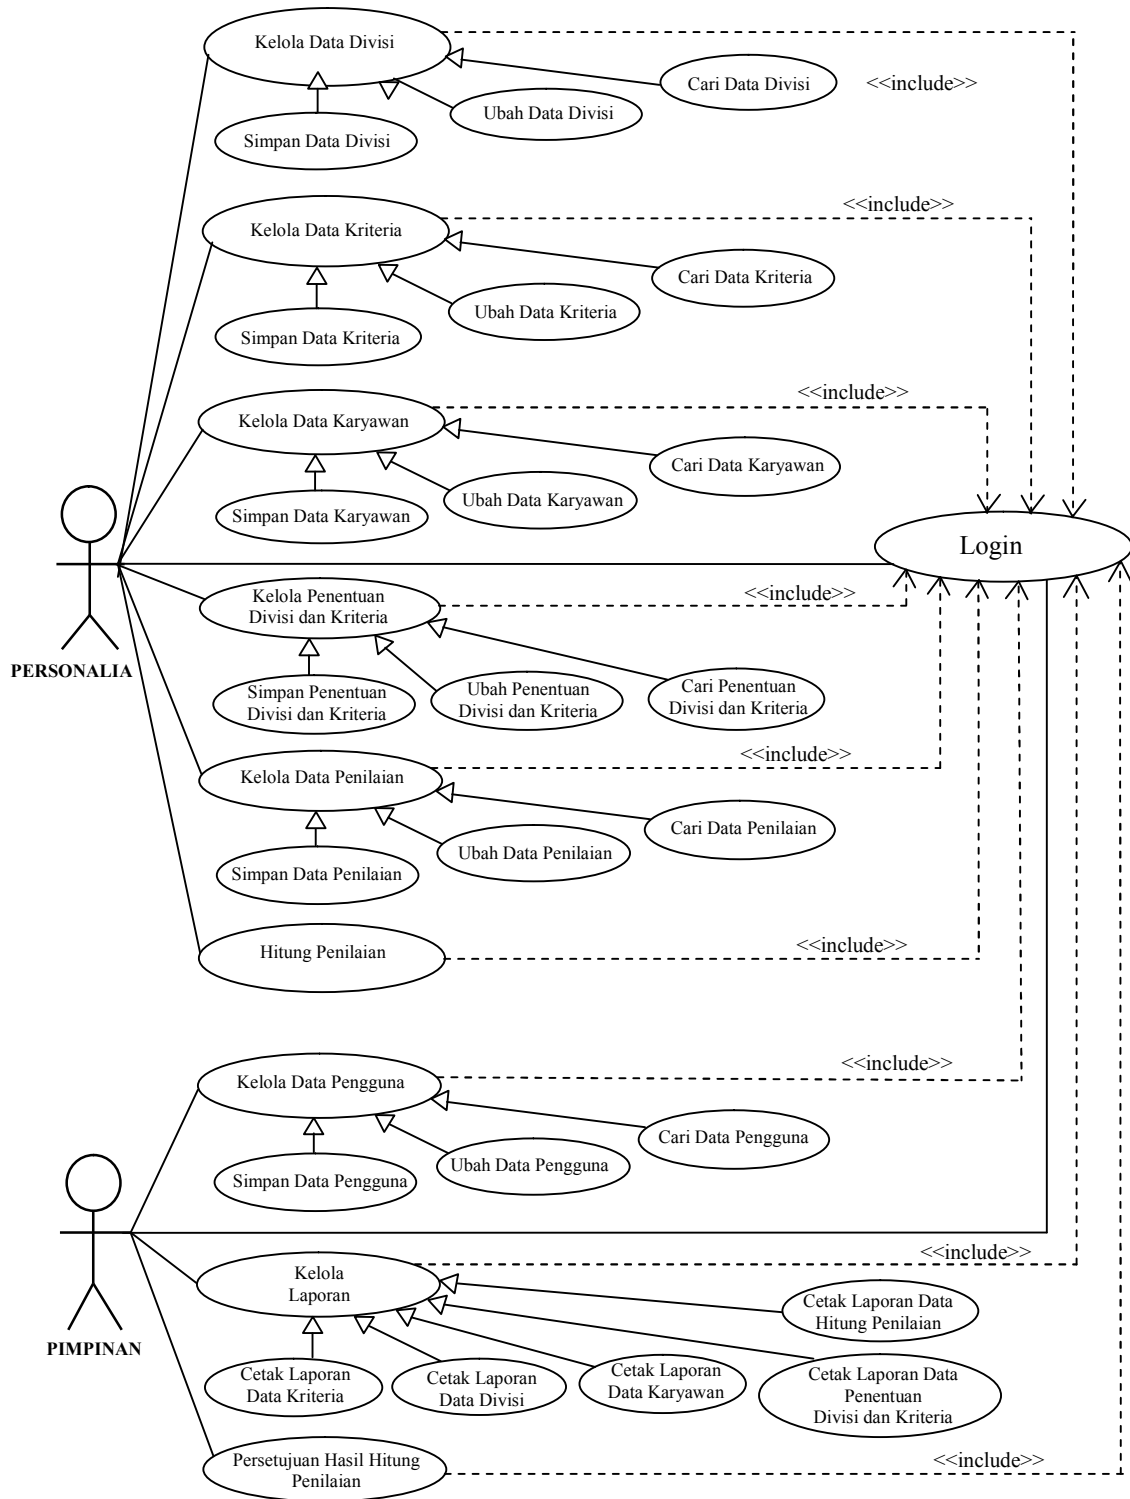 Kelola Data Divisi
Cari Data Divisi
<<include>>
Ubah Data Divisi
Simpan Data Divisi
<<include>>
Kelola Data Kriteria
Cari Data Kriteria
Ubah Data Kriteria
Simpan Data Kriteria
<<include>>
Kelola Data Karyawan
Cari Data Karyawan
Ubah Data Karyawan
Simpan Data Karyawan
Login
Kelola Penentuan
Divisi dan Kriteria
<<include>>
PERSONALIA
Simpan Penentuan
Divisi dan Kriteria
Ubah Penentuan
Divisi dan Kriteria
Cari Penentuan
Divisi dan Kriteria
<<include>>
Kelola Data Penilaian
Cari Data Penilaian
Ubah Data Penilaian
Simpan Data Penilaian
Hitung Penilaian
<<include>>
<<include>>
Kelola Data Pengguna
Cari Data Pengguna
Ubah Data Pengguna
Simpan Data Pengguna
<<include>>
Kelola
Laporan
Cetak Laporan Data
Hitung Penilaian
PIMPINAN
Cetak Laporan
Data Kriteria
Cetak Laporan
Data Divisi
Cetak Laporan
Data Karyawan
Cetak Laporan Data
Penentuan
Divisi dan Kriteria
Persetujuan Hasil Hitung
Penilaian
<<include>>